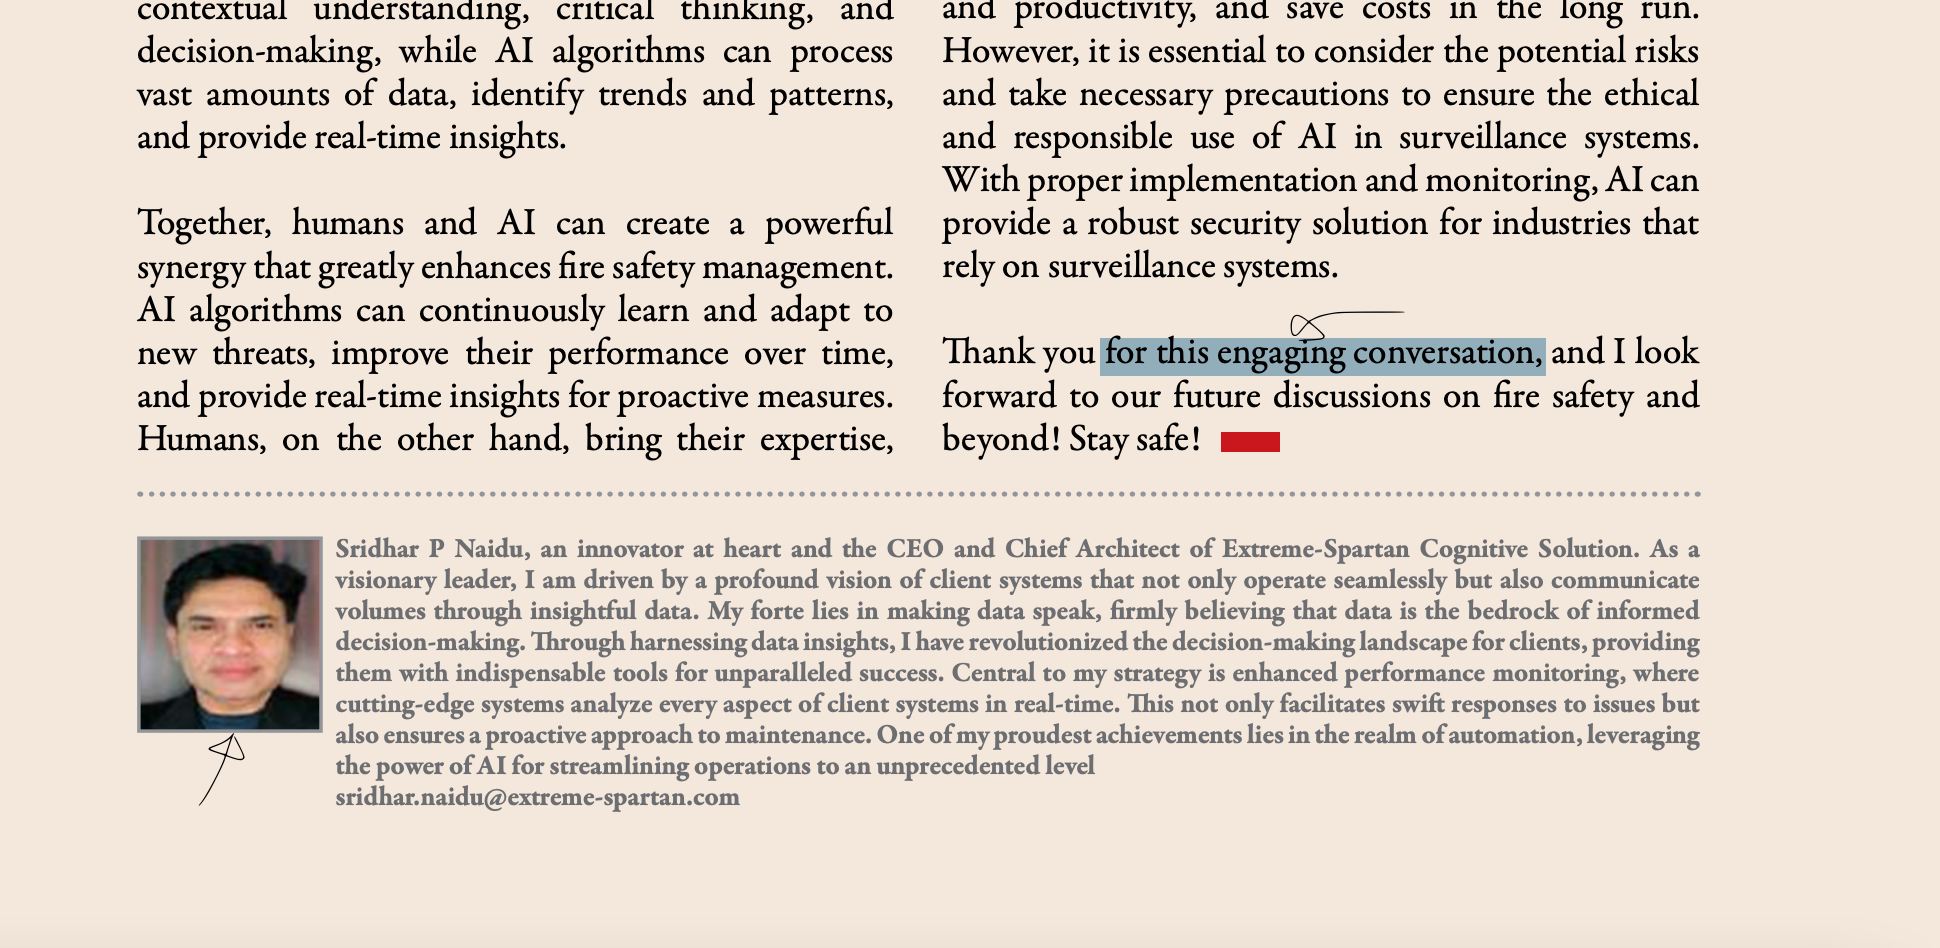 contextual understanding, critical thinking, and
decision-making, while AI algorithms can process
vast amounts of data, identify trends and patterns,
and provide real-time insights.
Together, humans and AI can create a powerful
synergy that greatly enhances fire safety management.
AI algorithms can continuously learn and adapt to
new threats, improve their performance over time,
and provide real-time insights for proactive measures.
Humans, on the other hand, bring their expertise,
and productivity, and save costs in the long run.
However, it is essential to consider the potential risks
and take necessary precautions to ensure the ethical
and responsible use of AI in surveillance systems.
With proper implementation and monitoring, AI can
provide a robust security solution for industries that
rely on surveillance systems.
Thank you for this engaging conversation, and I look
forward to our future discussions on fire safety and
beyond! Stay safe!
Sridhar P Naidu, an innovator at heart and the CEO and Chief Architect of Extreme-Spartan Cognitive Solution. As a
visionary leader, I am driven by a profound vision of client systems that not only operate seamlessly but also communicate
volumes through insightful data. My forte lies in making data speak, firmly believing that data is the bedrock of informed
decision-making. Through harnessing data insights, I have revolutionized the decision-making landscape for clients, providing
them with indispensable tools for unparalleled success. Central to my strategy is enhanced performance monitoring, where
cutting-edge systems analyze every aspect of client systems in real-time. This not only facilitates swift responses to issues but
also ensures a proactive approach to maintenance. One of my proudest achievements lies in the realm of automation, leveraging
the power of AI for streamlining operations to an unprecedented level
sridhar.naidu@extreme-spartan.com